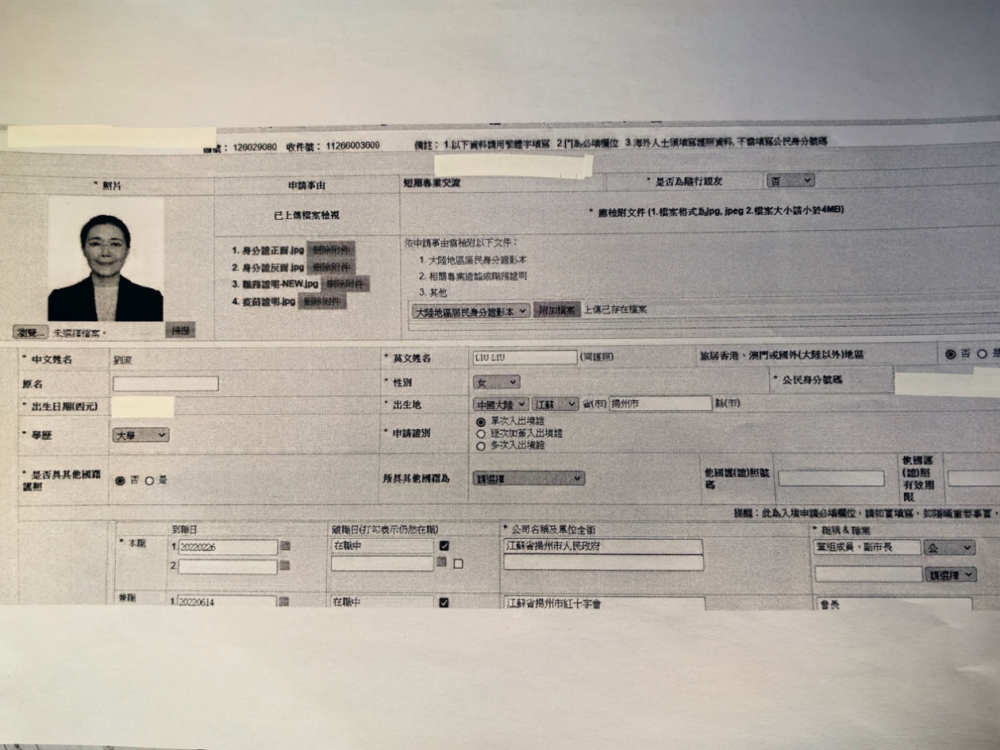 號： 126029080 收件號： 11266003609 備註： 1.以下資料請用繁體字填寫 2.[*]為必填欄位 3.海外人士須填寫護照資料, 不需填寫公民身分號碼
* 照片 申請事由 短期專業交流 * 是否為隨行親友 否
已上傳檔案檢視 * 應檢附文件 (1.檔案格式為jpg, jpeg 2.檔案大小請小於4MB)
1. 身分證正面.jpg 刪除附件
2. 身分證反面.jpg 刪除附件
3. 職務證明-NEW.jpg 刪除附件
4. 疫苗證明.jpg 刪除附件
依申請事由需檢附以下文件：
1. 大陸地區居民身分證影本
2. 相關專業造詣或職務證明
3. 其他
大陸地區居民身分證影本 附加檔案 上傳已存在檔案
瀏覽... 未選擇檔案。
* 中文姓名 劉流 * 英文姓名 LIU LIU (同護照) 旅居香港、澳門或國外(大陸以外)地區 否 是
原名 * 性別 女 * 公民身分號碼
* 出生日期(西元) * 出生地 中國大陸 江蘇 省(市) 揚州市 縣(市)
* 學歷 大學 * 申請證別 單次入出境證
逐次加簽入出境證
多次入出境證
* 是否具其他國籍護照 否 是 所具其他國籍為 請選擇 他國護(證)照號碼 他國護(證)照有效期限
提醒：此為入境申請必填欄位，請如實填寫，如隱瞞重要事實，
到職日 離職日(打勾表示仍然在職) * 公司名稱及單位全銜 * 職稱 & 職業
* 本職 1. 20220226 在職中 江蘇省揚州市人民政府 黨組成員，副市長 公
2. 請選擇
兼職 1. 20220614 在職中 江蘇省揚州市紅十字會 會長